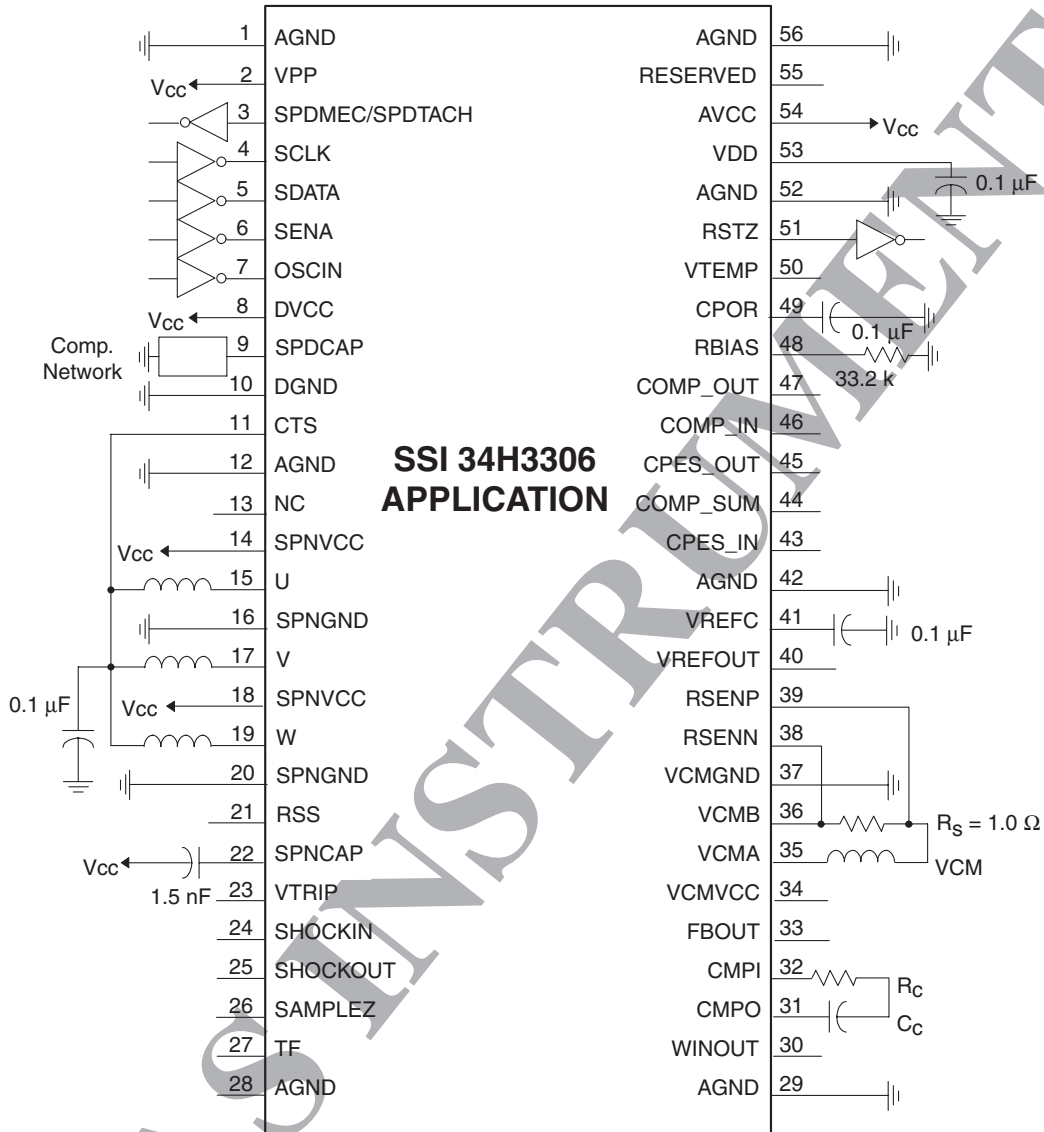 1 AGND
Vcc 2 VPP
3 SPDMEC/SPDTACH
4 SCLK
5 SDATA
6 SENA
7 OSCIN
Vcc 8 DVCC
Comp. Network 9 SPDCAP
10 DGND
11 CTS
12 AGND
13 NC
Vcc 14 SPNVCC
15 U
16 SPNGND
17 V
0.1 µF Vcc 18 SPNVCC
19 W
20 SPNGND
21 RSS
Vcc 22 SPNCAP
1.5 nF 23 VTRIP
24 SHOCKIN
25 SHOCKOUT
26 SAMPLEZ
27 TF
28 AGND
SSI 34H3306
APPLICATION
AGND 56
RESERVED 55
AVCC 54 Vcc
VDD 53 0.1 µF
AGND 52
RSTZ 51
VTEMP 50
CPOR 49 0.1 µF
RBIAS 48 33.2 k
COMP_OUT 47
COMP_IN 46
CPES_OUT 45
COMP_SUM 44
CPES_IN 43
AGND 42
VREFC 41 0.1 µF
VREFOUT 40
RSENP 39
RSENN 38
VCMGND 37
VCMB 36 RS = 1.0 Ω
VCMA 35 VCM
VCMVCC 34
FBOUT 33
CMPI 32 RC
CMPO 31 CC
WINOUT 30
AGND 29
S INSTRUMENT